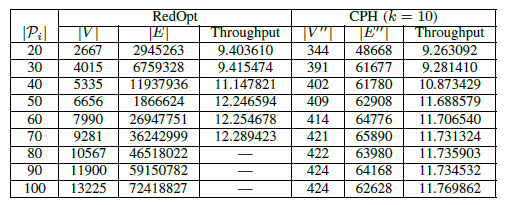 RedOpt CPH (k = 10)
|P_i| |V| |E| Throughput |V''| |E''| Throughput
20 2667 2945263 9.403610 344 48668 9.263092
30 4015 6759328 9.415474 391 61677 9.281410
40 5335 11937936 11.147821 402 61780 10.873429
50 6656 1866624 12.246594 409 62908 11.688579
60 7990 26947751 12.254678 414 64776 11.706540
70 9281 36242999 12.289423 421 65890 11.731324
80 10567 46518022 — 422 63980 11.735903
90 11900 59150782 — 424 64168 11.734532
100 13225 72418827 — 424 62628 11.769862